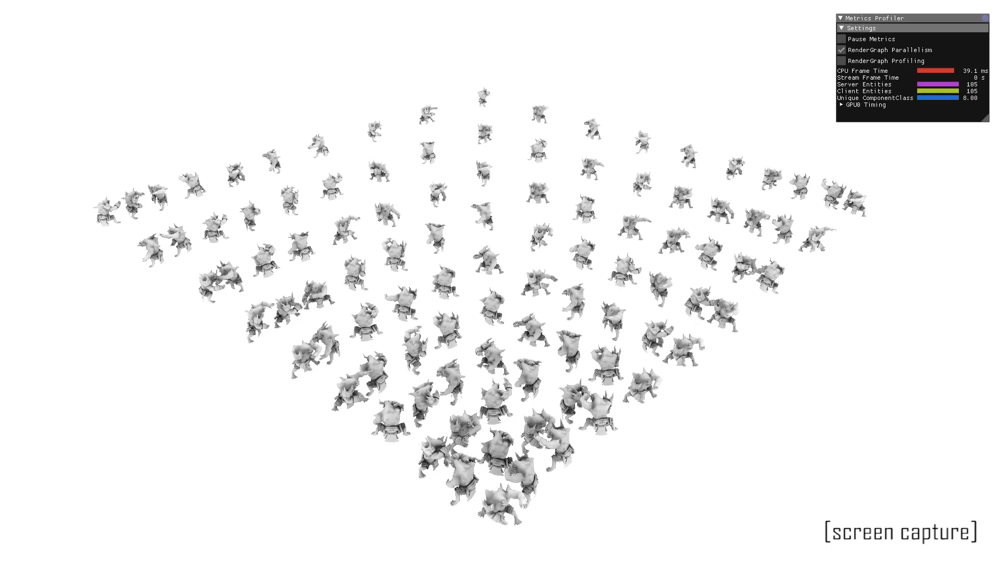 Metrics Profiler
Settings
Pause Metrics
RenderGraph Parallelism
RenderGraph Profiling
CPU Frame Time 39.1 ms
Stream Frame Time 0 s
Server Entities 105
Client Entities 105
Unique ComponentClass 8.00
GPU0 Timing
[screen capture]